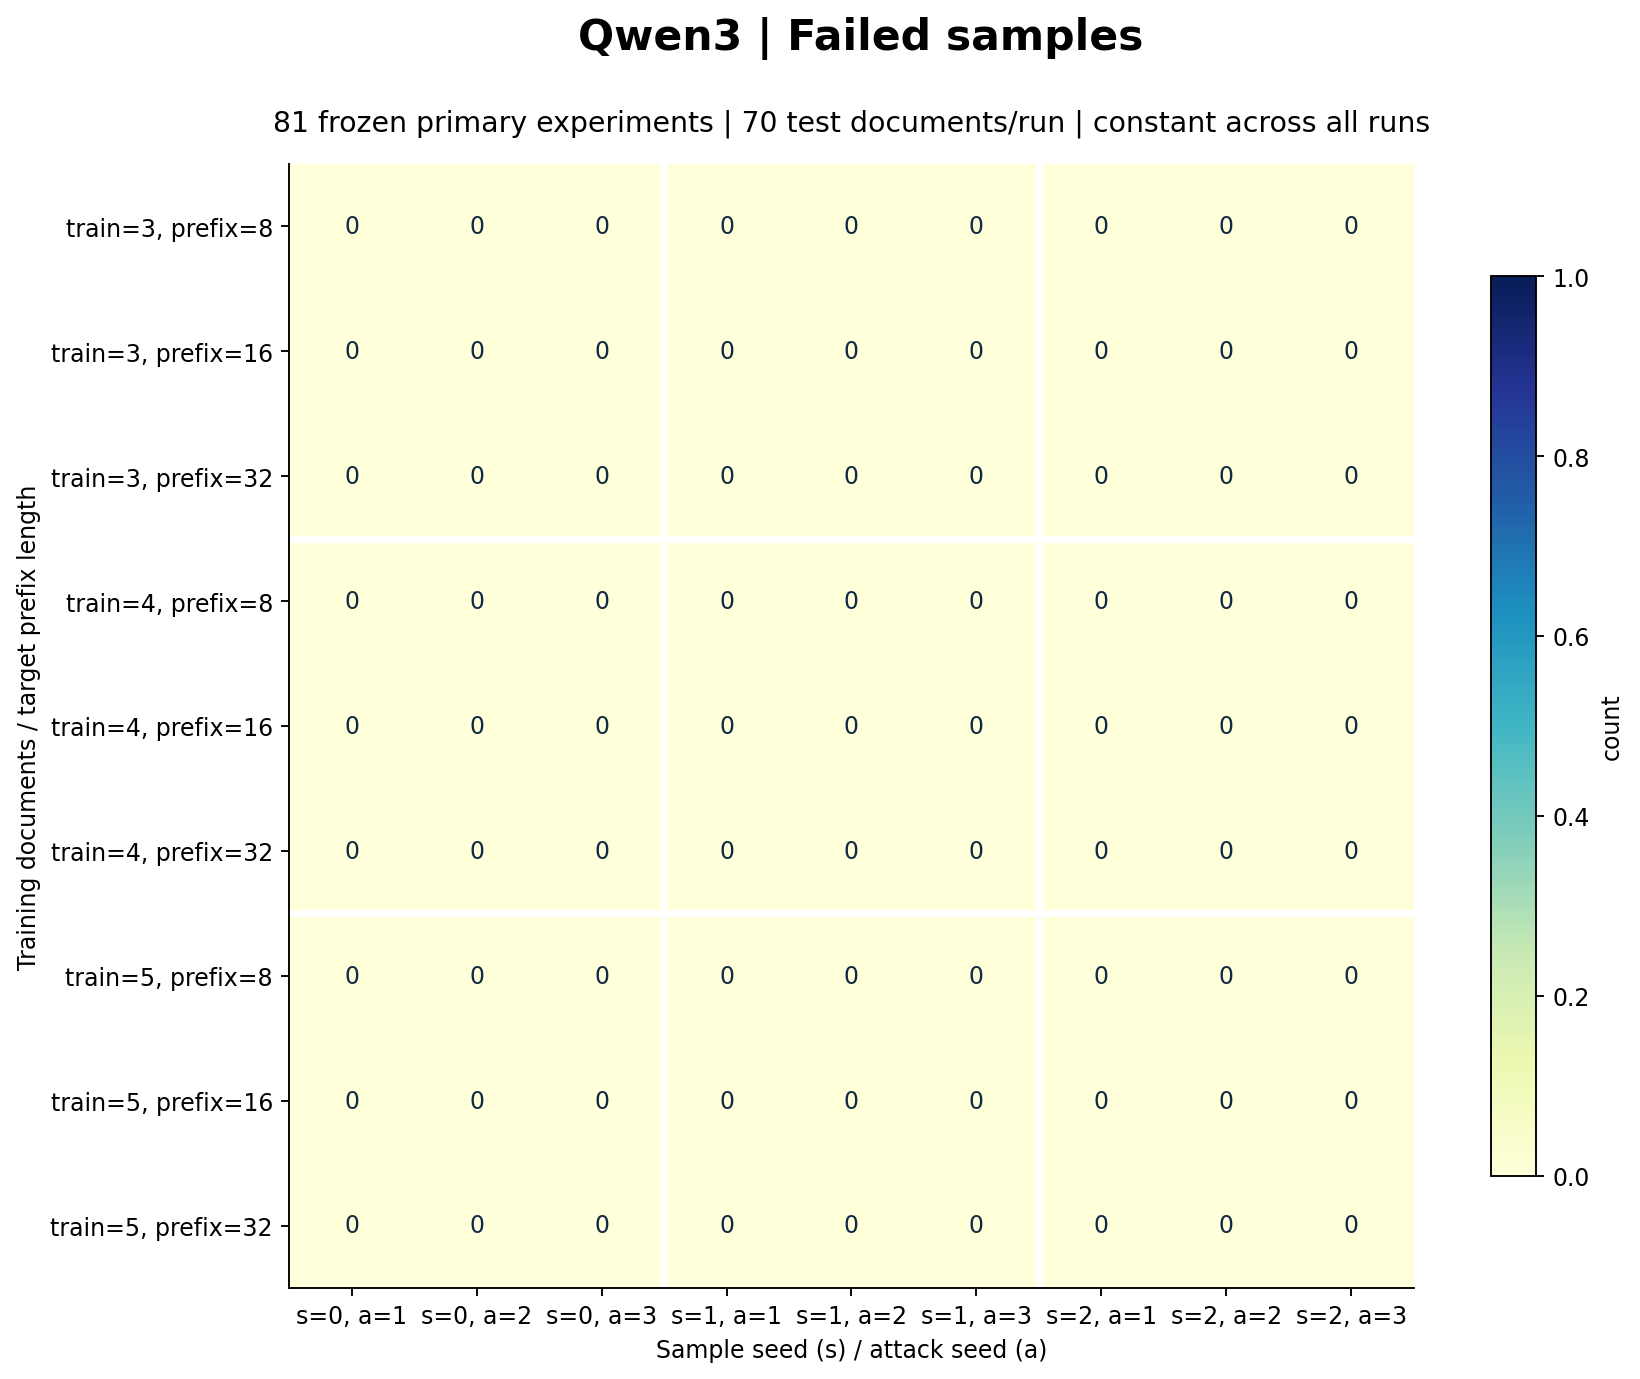 Qwen3 | Failed samples
81 frozen primary experiments | 70 test documents/run | constant across all runs
Training documents / target prefix length
train=3, prefix=8 0 0 0 0 0 0 0 0 0
train=3, prefix=16 0 0 0 0 0 0 0 0 0
train=3, prefix=32 0 0 0 0 0 0 0 0 0
train=4, prefix=8 0 0 0 0 0 0 0 0 0
train=4, prefix=16 0 0 0 0 0 0 0 0 0
train=4, prefix=32 0 0 0 0 0 0 0 0 0
train=5, prefix=8 0 0 0 0 0 0 0 0 0
train=5, prefix=16 0 0 0 0 0 0 0 0 0
train=5, prefix=32 0 0 0 0 0 0 0 0 0
s=0, a=1 s=0, a=2 s=0, a=3 s=1, a=1 s=1, a=2 s=1, a=3 s=2, a=1 s=2, a=2 s=2, a=3
Sample seed (s) / attack seed (a)
1.0
0.8
0.6
0.4
0.2
0.0
count